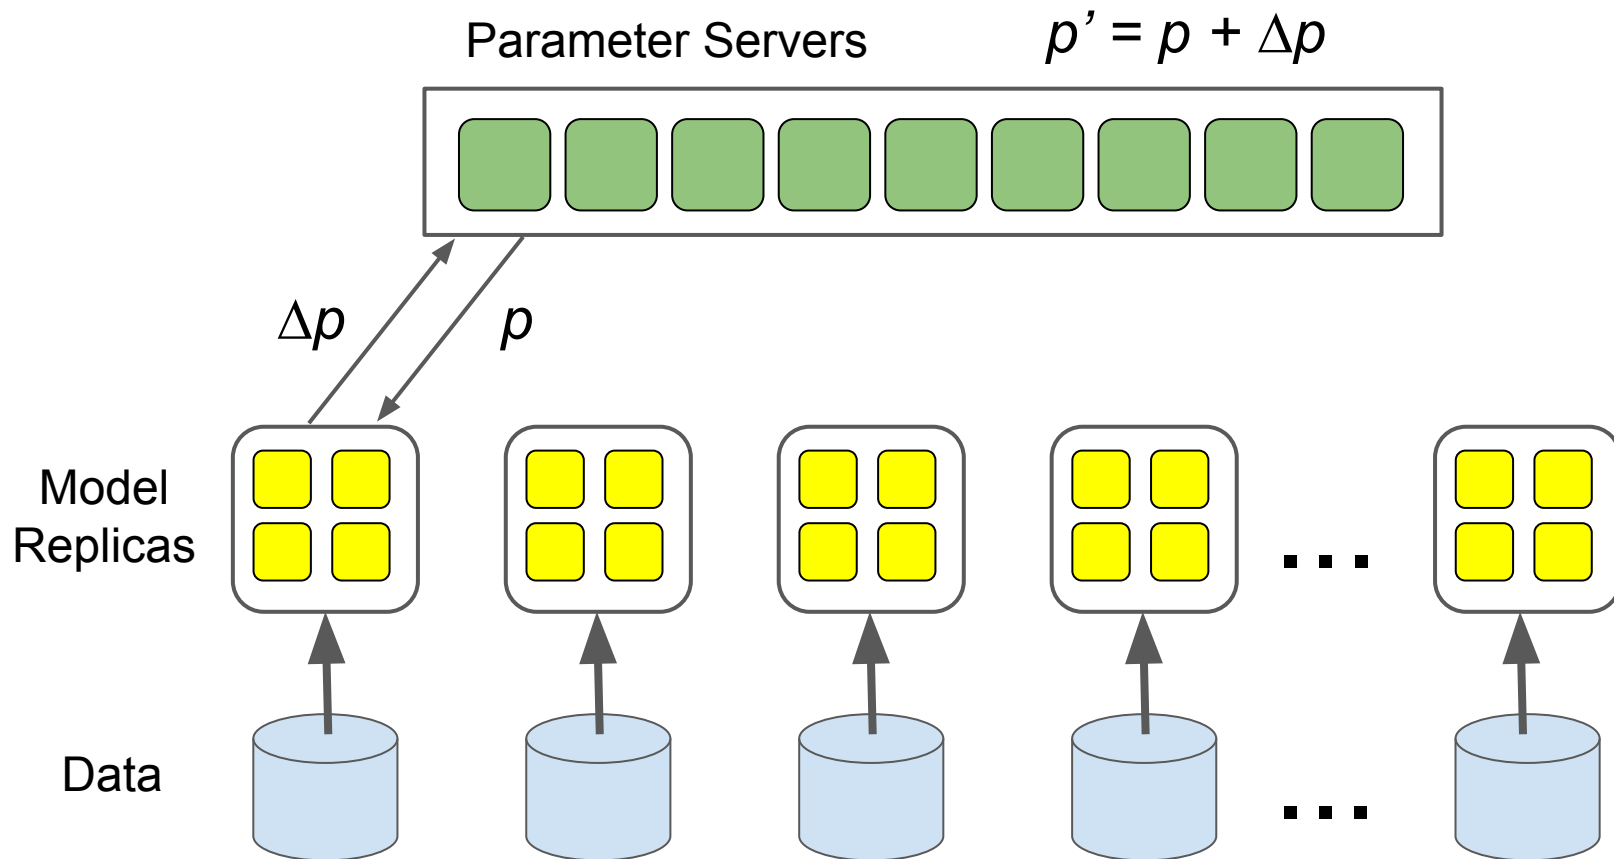 Parameter Servers
p’ = p + Δp
Δp
p
Model
Replicas
...
Data
...